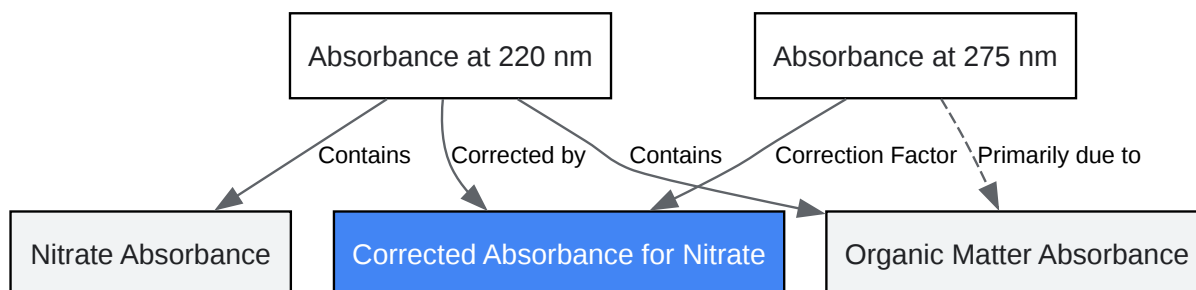 Absorbance at 220 nm
Absorbance at 275 nm
Contains
Corrected by
Contains
Correction Factor
Primarily due to
Nitrate Absorbance
Corrected Absorbance for Nitrate
Organic Matter Absorbance